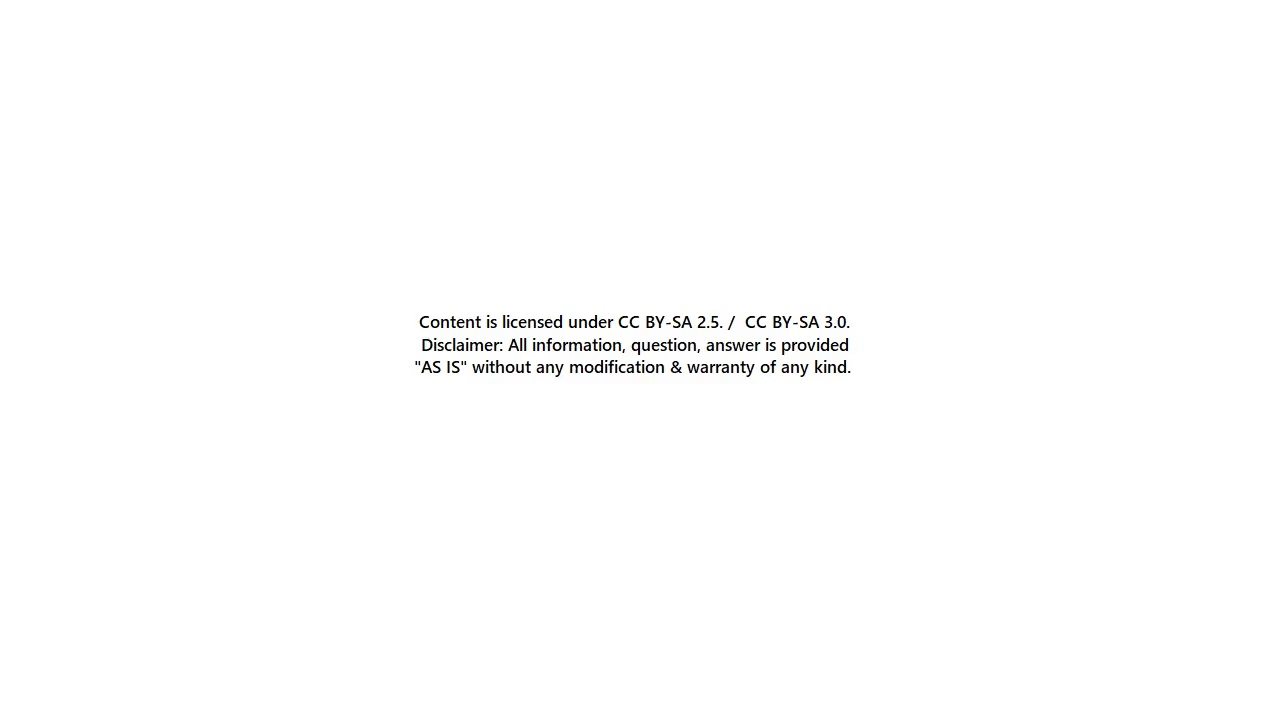 Content is licensed under CC BY-SA 2.5. /  CC BY-SA 3.0.
Disclaimer: All information, question, answer is provided
"AS IS" without any modification & warranty of any kind.